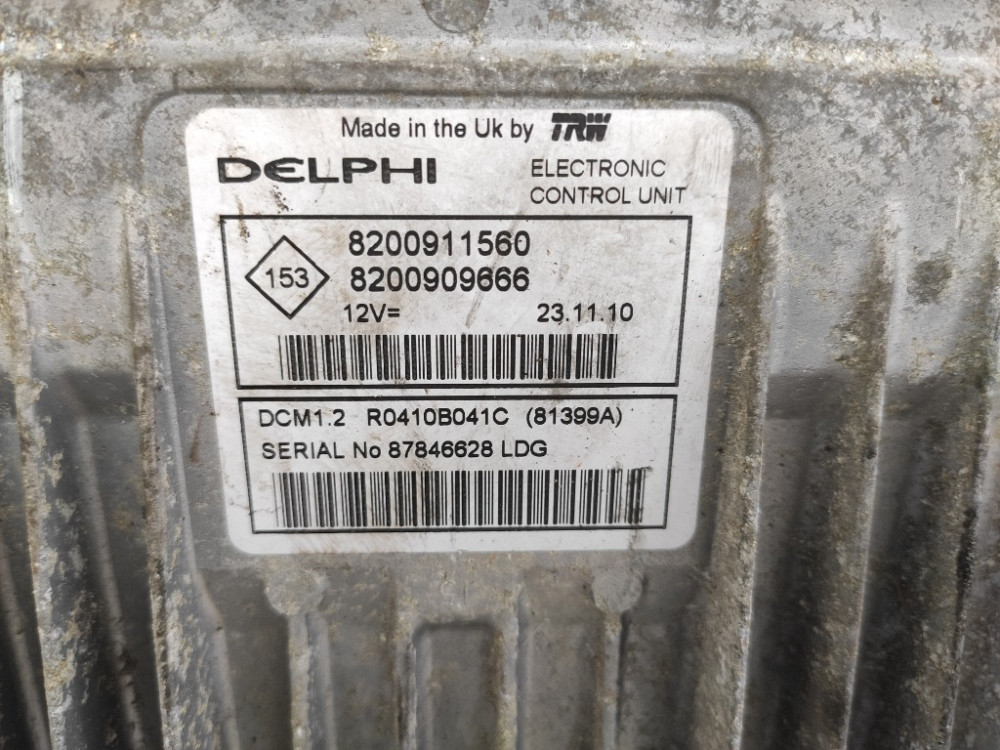 Made in the Uk by TRW
DELPHI
ELECTRONIC
CONTROL UNIT
153
8200911560
8200909666
12V= 23.11.10
DCM1.2 R0410B041C (81399A)
SERIAL No 87846628 LDG